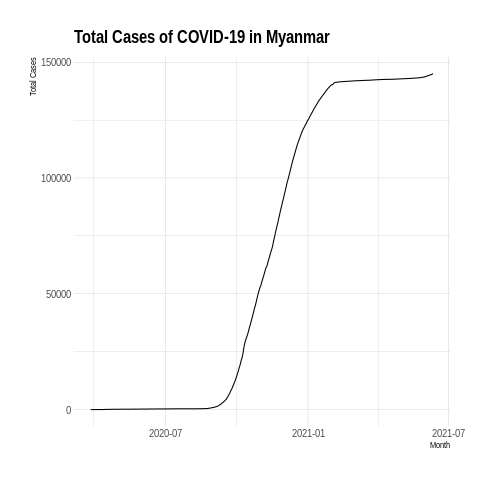 Total Cases of COVID-19 in Myanmar
Total Cases
150000
100000
50000
0
2020-07
2021-01
2021-07
Month